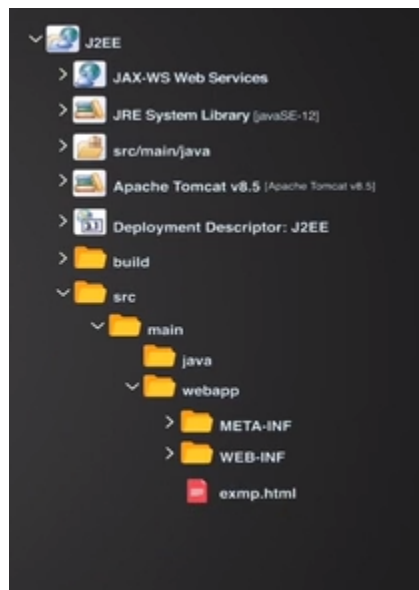 J2EE
JAX-WS Web Services
JRE System Library [javaSE-12]
src/main/java
Apache Tomcat v8.5 [Apache Tomcat v8.5]
Deployment Descriptor: J2EE
build
src
main
java
webapp
META-INF
WEB-INF
exmp.html